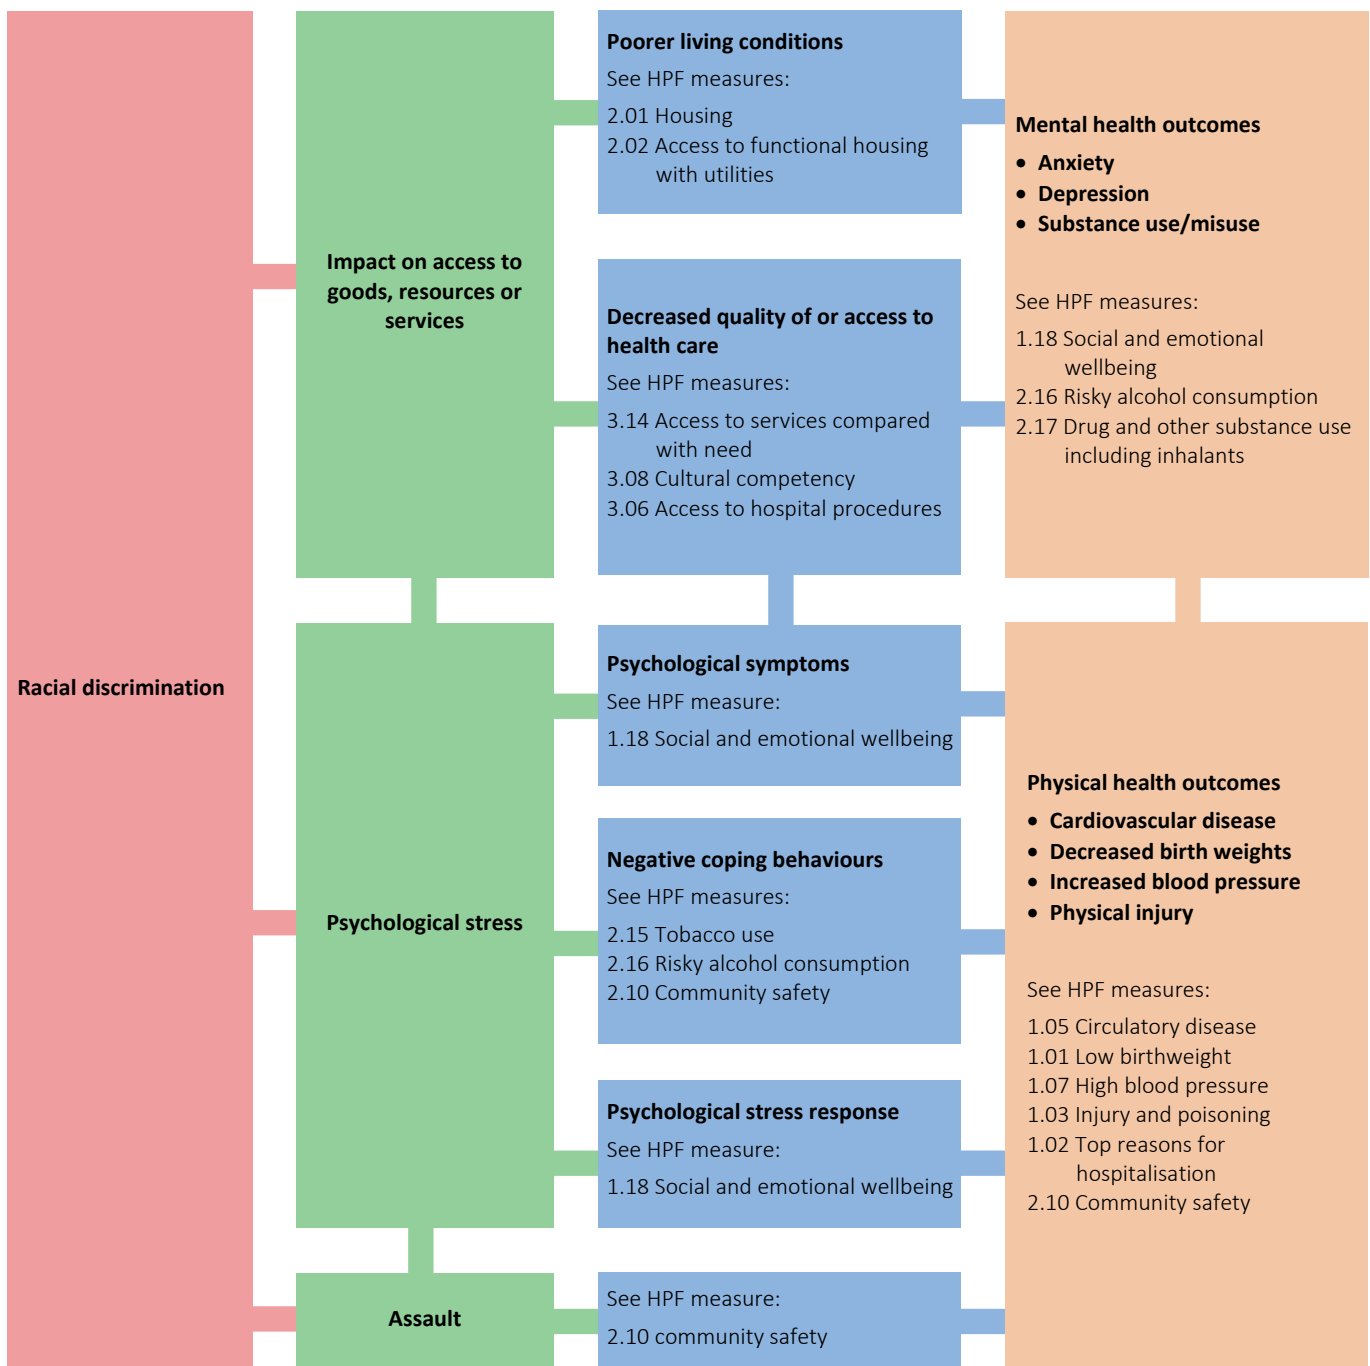 Racial discrimination
Impact on access to
goods, resources or
services
Psychological stress
Assault
Poorer living conditions
See HPF measures:
2.01 Housing
2.02 Access to functional housing
with utilities
Decreased quality of or access to
health care
See HPF measures:
3.14 Access to services compared
with need
3.08 Cultural competency
3.06 Access to hospital procedures
Psychological symptoms
See HPF measure:
1.18 Social and emotional wellbeing
Negative coping behaviours
See HPF measures:
2.15 Tobacco use
2.16 Risky alcohol consumption
2.10 Community safety
Psychological stress response
See HPF measure:
1.18 Social and emotional wellbeing
See HPF measure:
2.10 community safety
Mental health outcomes
• Anxiety
• Depression
• Substance use/misuse
See HPF measures:
1.18 Social and emotional
wellbeing
2.16 Risky alcohol consumption
2.17 Drug and other substance use
including inhalants
Physical health outcomes
• Cardiovascular disease
• Decreased birth weights
• Increased blood pressure
• Physical injury
See HPF measures:
1.05 Circulatory disease
1.01 Low birthweight
1.07 High blood pressure
1.03 Injury and poisoning
1.02 Top reasons for
hospitalisation
2.10 Community safety